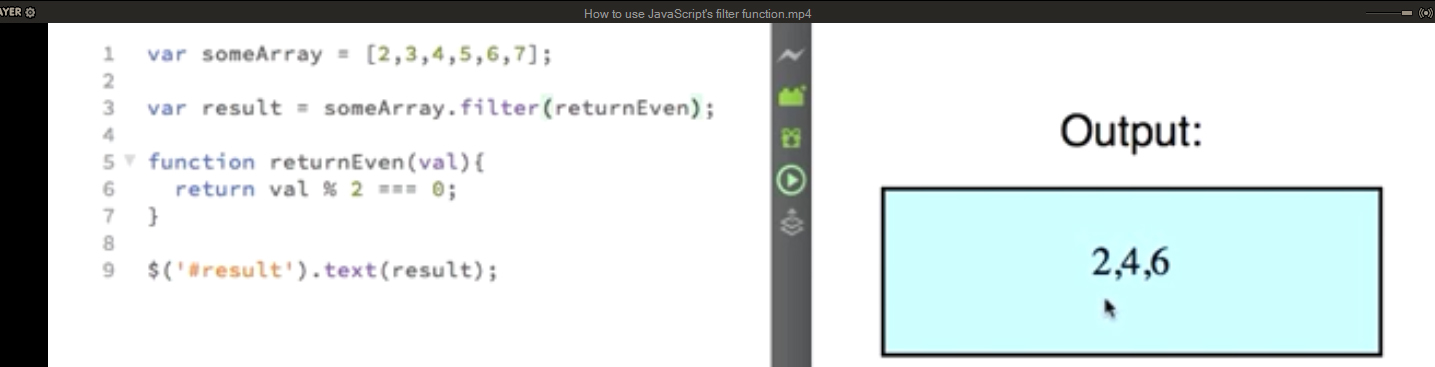 AYER
How to use JavaScript's filter function.mp4
1 var someArray = [2,3,4,5,6,7];
2
3 var result = someArray.filter(returnEven);
4
5 function returnEven(val){
6 return val % 2 === 0;
7 }
8
9 $('#result').text(result);
Output:
2,4,6